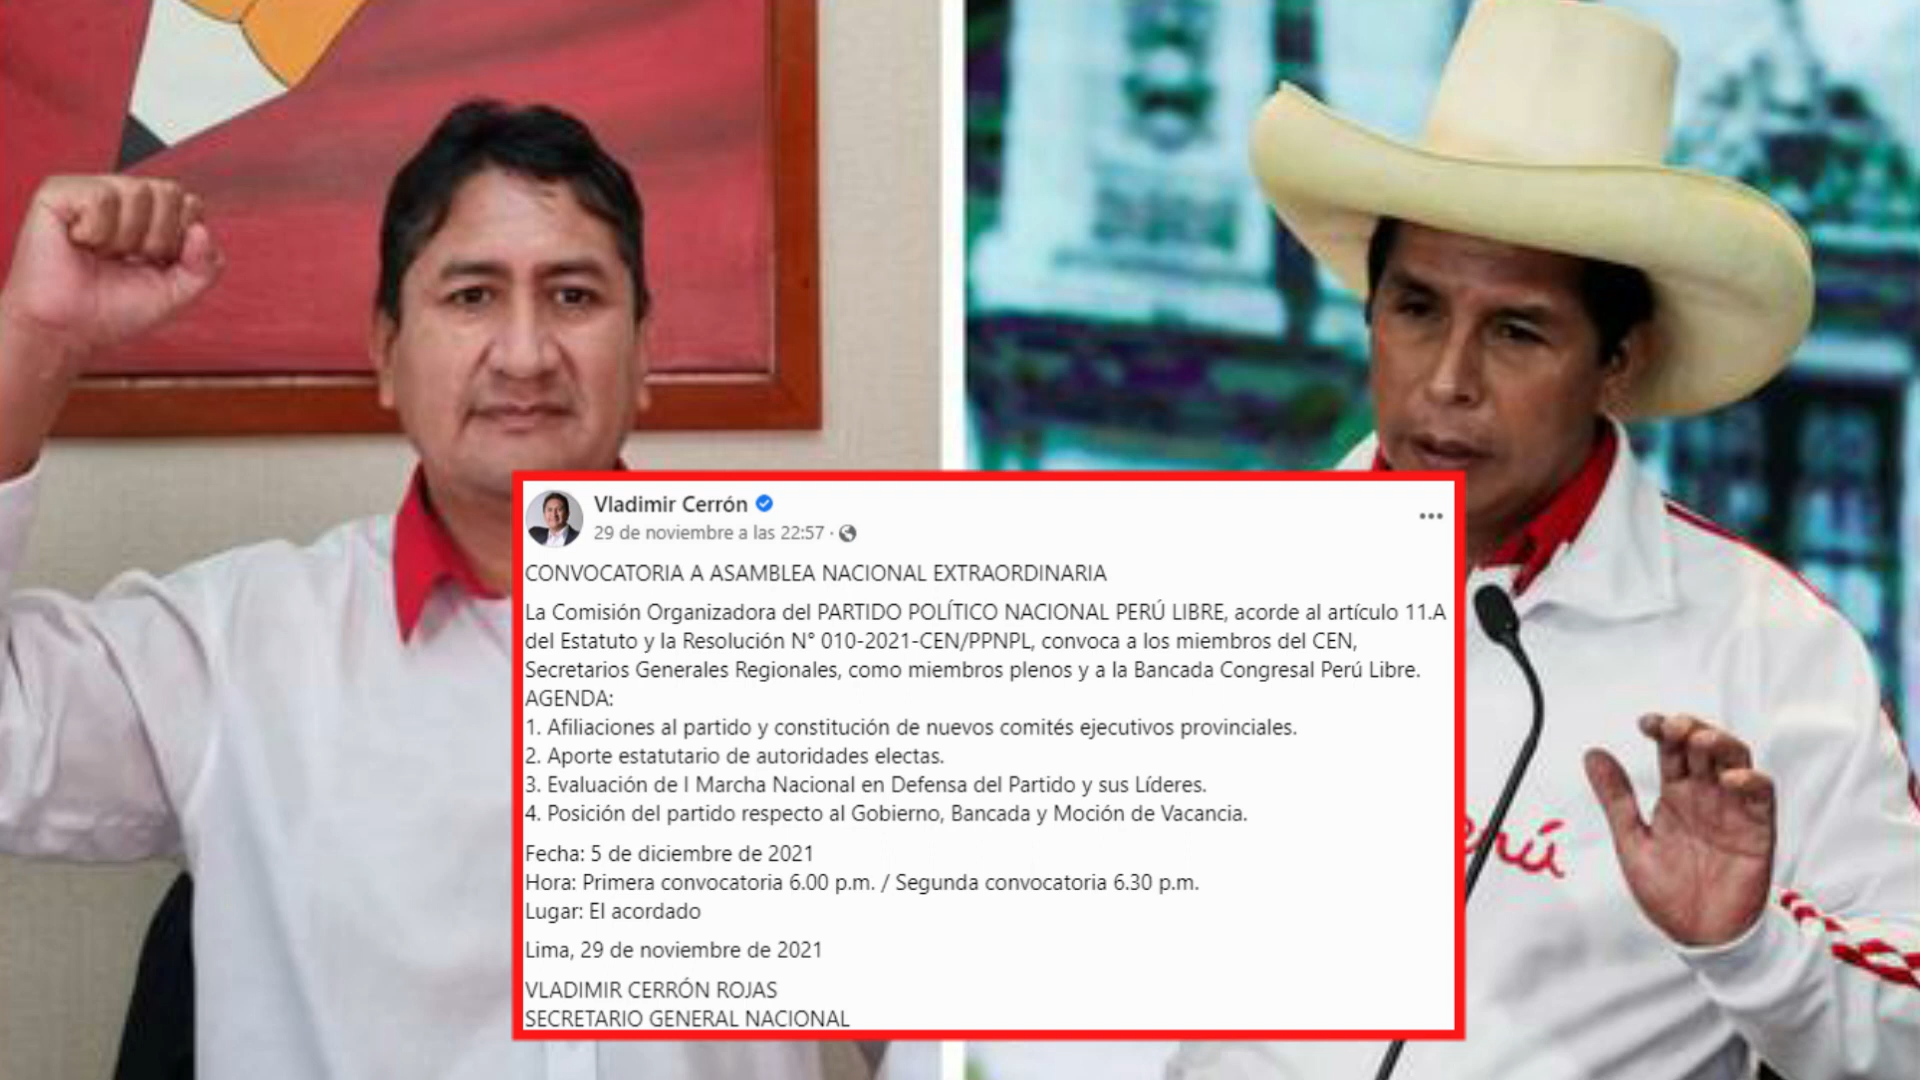 Vladimir Cerrón
29 de noviembre a las 22:57 ·
CONVOCATORIA A ASAMBLEA NACIONAL EXTRAORDINARIA
La Comisión Organizadora del PARTIDO POLÍTICO NACIONAL PERÚ LIBRE, acorde al artículo 11.A
del Estatuto y la Resolución N° 010-2021-CEN/PPNPL, convoca a los miembros del CEN,
Secretarios Generales Regionales, como miembros plenos y a la Bancada Congresal Perú Libre.
AGENDA:
1. Afiliaciones al partido y constitución de nuevos comités ejecutivos provinciales.
2. Aporte estatutario de autoridades electas.
3. Evaluación de I Marcha Nacional en Defensa del Partido y sus Líderes.
4. Posición del partido respecto al Gobierno, Bancada y Moción de Vacancia.
Fecha: 5 de diciembre de 2021
Hora: Primera convocatoria 6.00 p.m. / Segunda convocatoria 6.30 p.m.
Lugar: El acordado
Lima, 29 de noviembre de 2021
VLADIMIR CERRÓN ROJAS
SECRETARIO GENERAL NACIONAL
erú